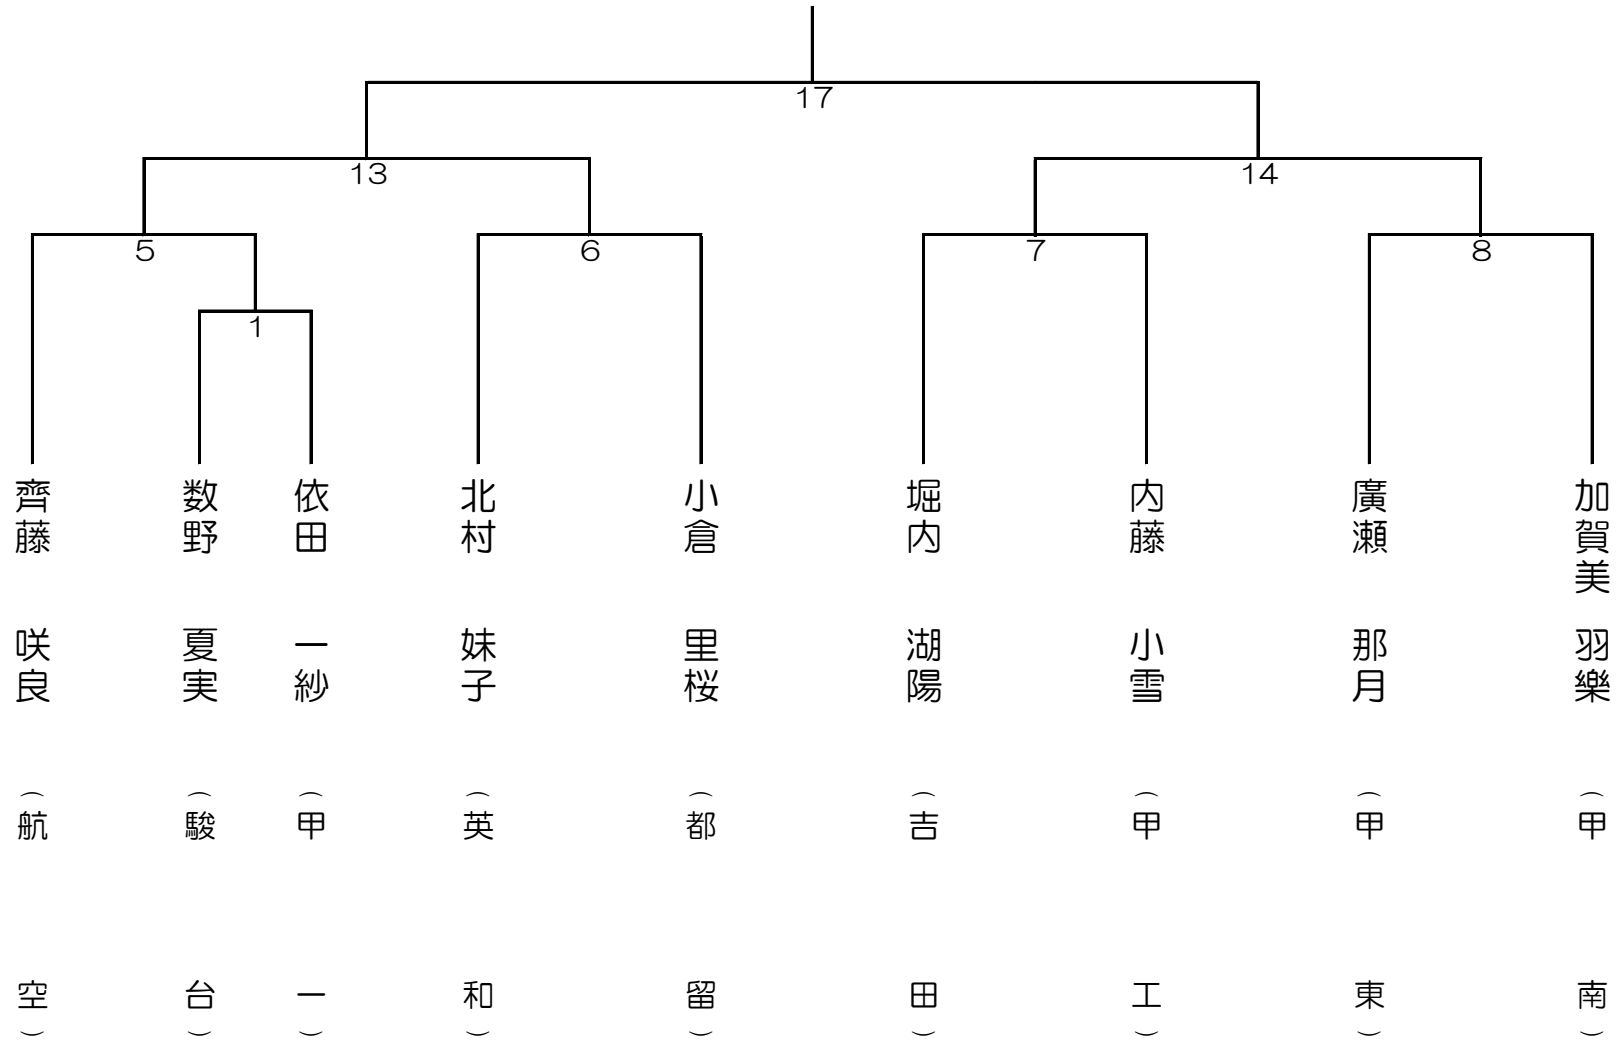 17
13
14
5
6
7
8
1
齊藤 咲良 (航空)
数野 夏実 (駿台)
依田 一紗 (甲一)
北村 妹子 (英和)
小倉 里桜 (都留)
堀内 湖陽 (吉田)
内藤 小雪 (甲工)
廣瀬 那月 (甲東)
加賀美 羽樂 (甲南)